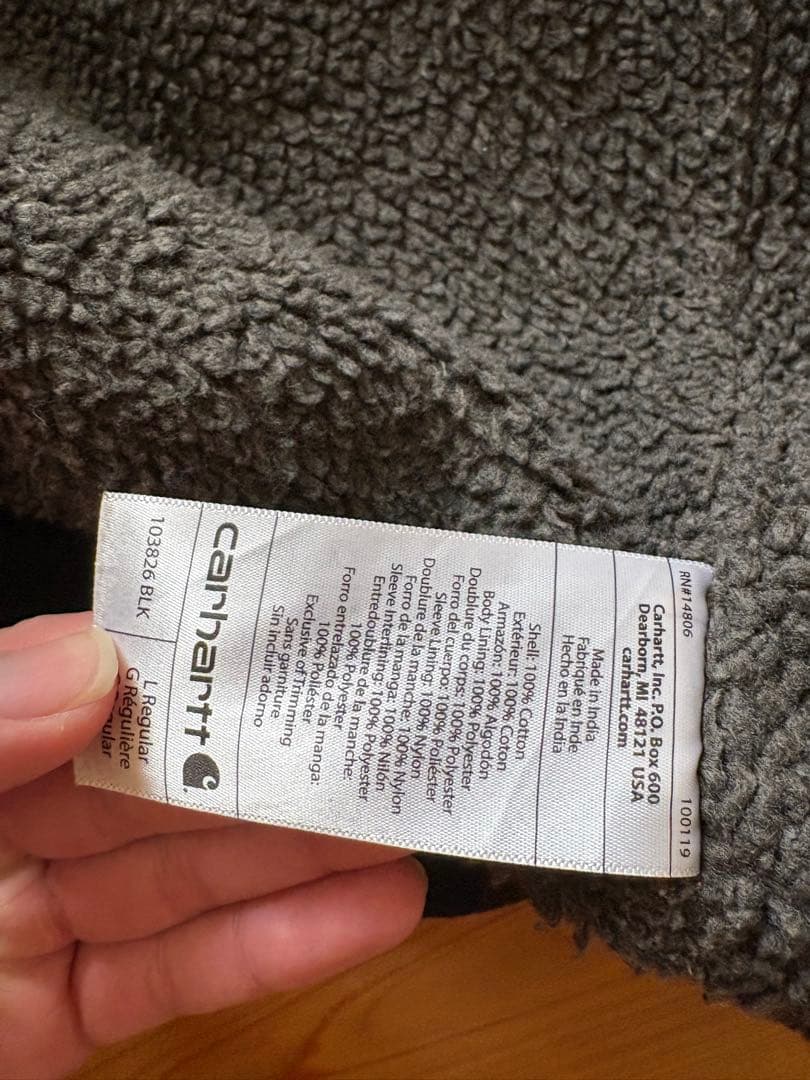 RN#14806 100119
Carhartt, Inc. P.O. Box 600
Dearborn, MI 48121 USA
carhartt.com
Made in India
Fabriqué en Inde
Hecho en la India
Shell: 100% Cotton
Extérieur: 100% Coton
Armazón: 100% Algodón
Body Lining: 100% Polyester
Doublure du corps: 100% Polyester
Forro del cuerpo: 100% Poliéster
Sleeve Lining: 100% Nylon
Doublure de la manche: 100% Nylon
Forro de la manga: 100% Nilón
Sleeve Interlining: 100% Polyester
Entredoublure de la manche:
100% Polyester
Forro entrelazado de la manga:
100% Poliéster
Exclusive of Trimming
Sans garniture
Sin incluir adorno
carhartt
103826 BLK
L Regular
G Régulière